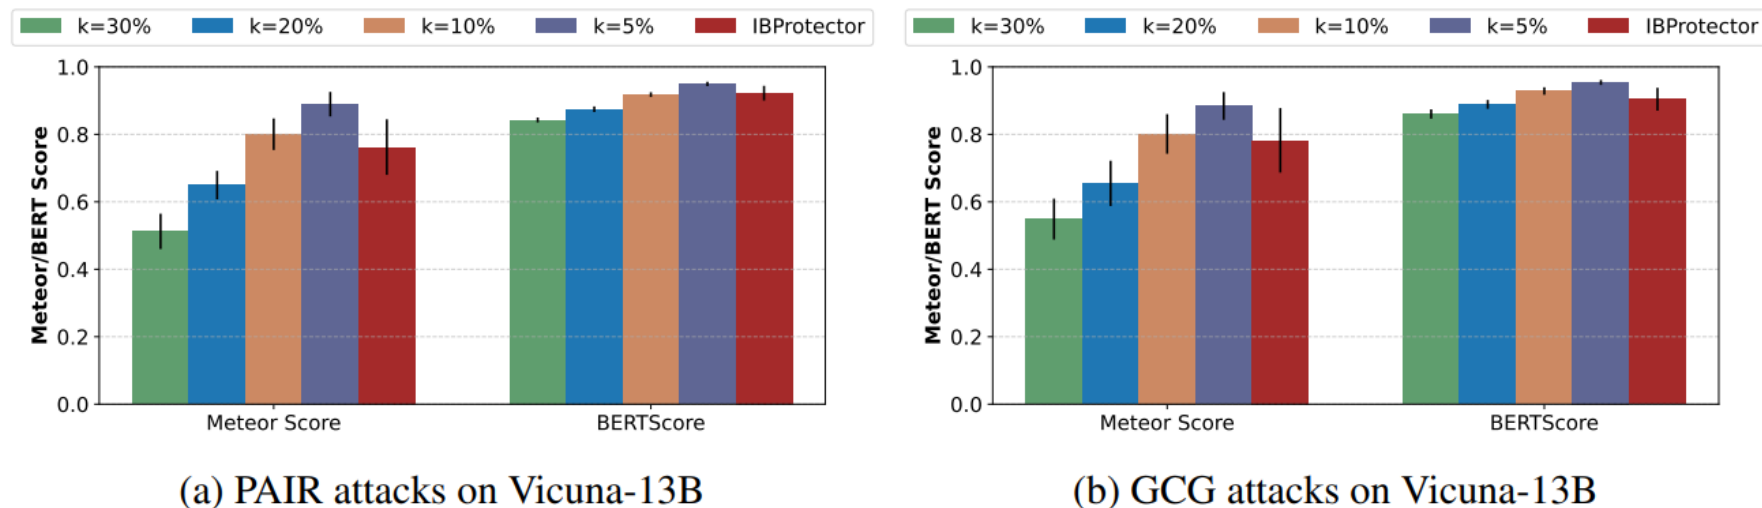 k=30% k=20% k=10% k=5% IBProtector
Meteor/BERT Score
1.0
0.8
0.6
0.4
0.2
0.0
Meteor Score BERTScore
(a) PAIR attacks on Vicuna-13B
k=30% k=20% k=10% k=5% IBProtector
Meteor/BERT Score
1.0
0.8
0.6
0.4
0.2
0.0
Meteor Score BERTScore
(b) GCG attacks on Vicuna-13B